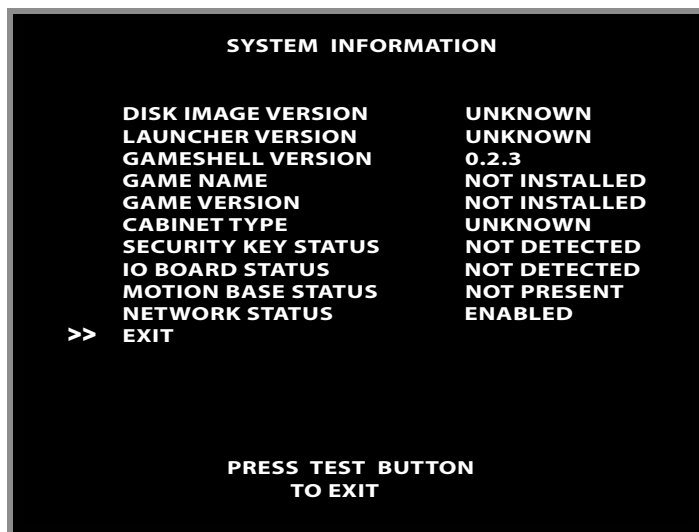 SYSTEM INFORMATION
DISK IMAGE VERSION UNKNOWN
LAUNCHER VERSION UNKNOWN
GAMESHELL VERSION 0.2.3
GAME NAME NOT INSTALLED
GAME VERSION NOT INSTALLED
CABINET TYPE UNKNOWN
SECURITY KEY STATUS NOT DETECTED
IO BOARD STATUS NOT DETECTED
MOTION BASE STATUS NOT PRESENT
NETWORK STATUS ENABLED
>> EXIT
PRESS TEST BUTTON
TO EXIT